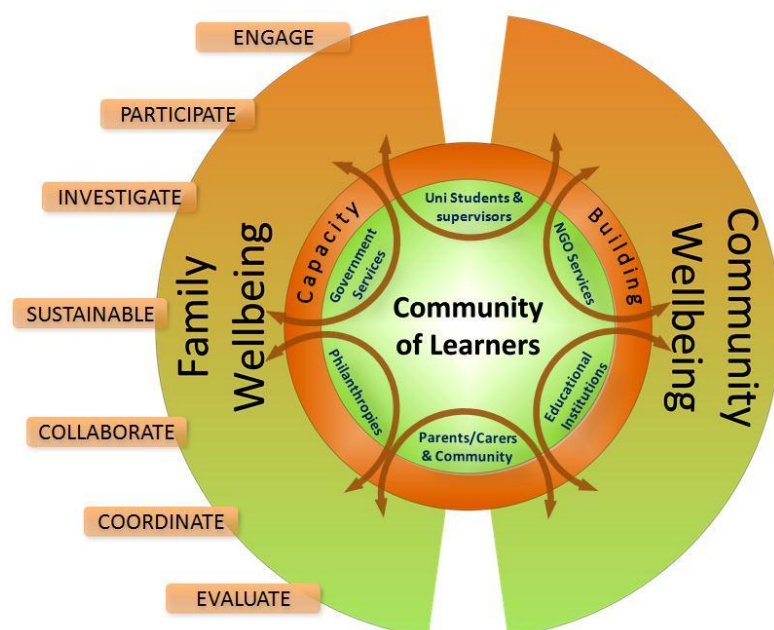 ENGAGE
PARTICIPATE
INVESTIGATE
SUSTAINABLE
COLLABORATE
COORDINATE
EVALUATE
Family
Wellbeing
Capacity
Building
Uni Students &
supervisors
Government
Services
NGO Services
Community
of Learners
Philanthropies
Educational
Institutions
Parents/Carers
& Community
Community
Wellbeing